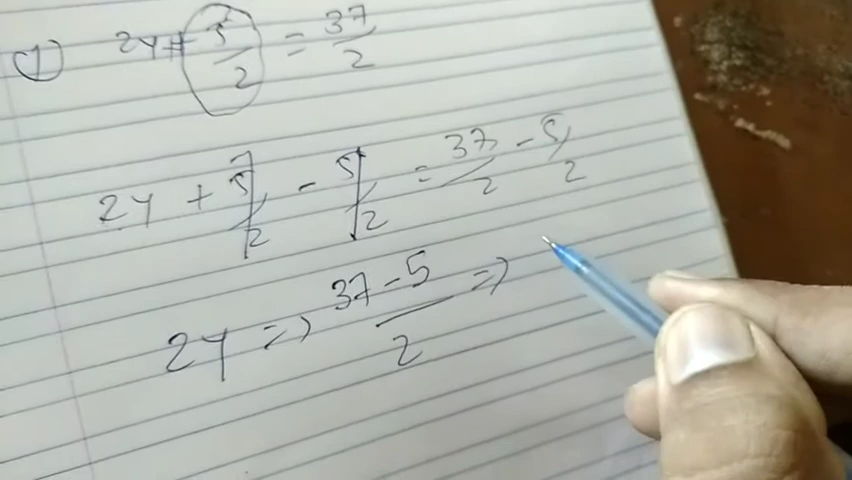 ① 2y + 5/2 = 37/2
2y + 5/2 - 5/2 = 37/2 - 5/2
2y => 37-5/2 =>